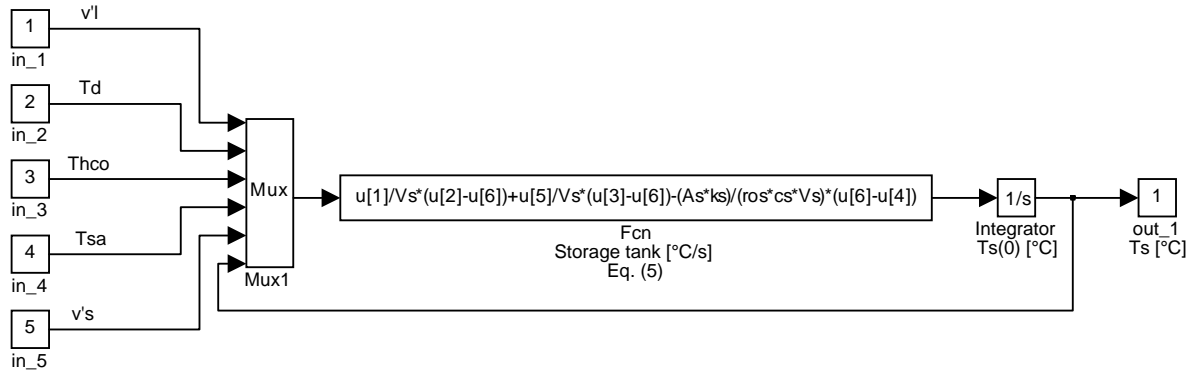 1
v'l
in_1
2
Td
in_2
3
Thco
in_3
4
Tsa
in_4
5
v's
in_5
Mux
Mux1
u[1]/Vs*(u[2]-u[6])+u[5]/Vs*(u[3]-u[6])-(As*ks)/(ros*cs*Vs)*(u[6]-u[4])
Fcn
Storage tank [°C/s]
Eq. (5)
1/s
Integrator
Ts(0) [°C]
1
out_1
Ts [°C]